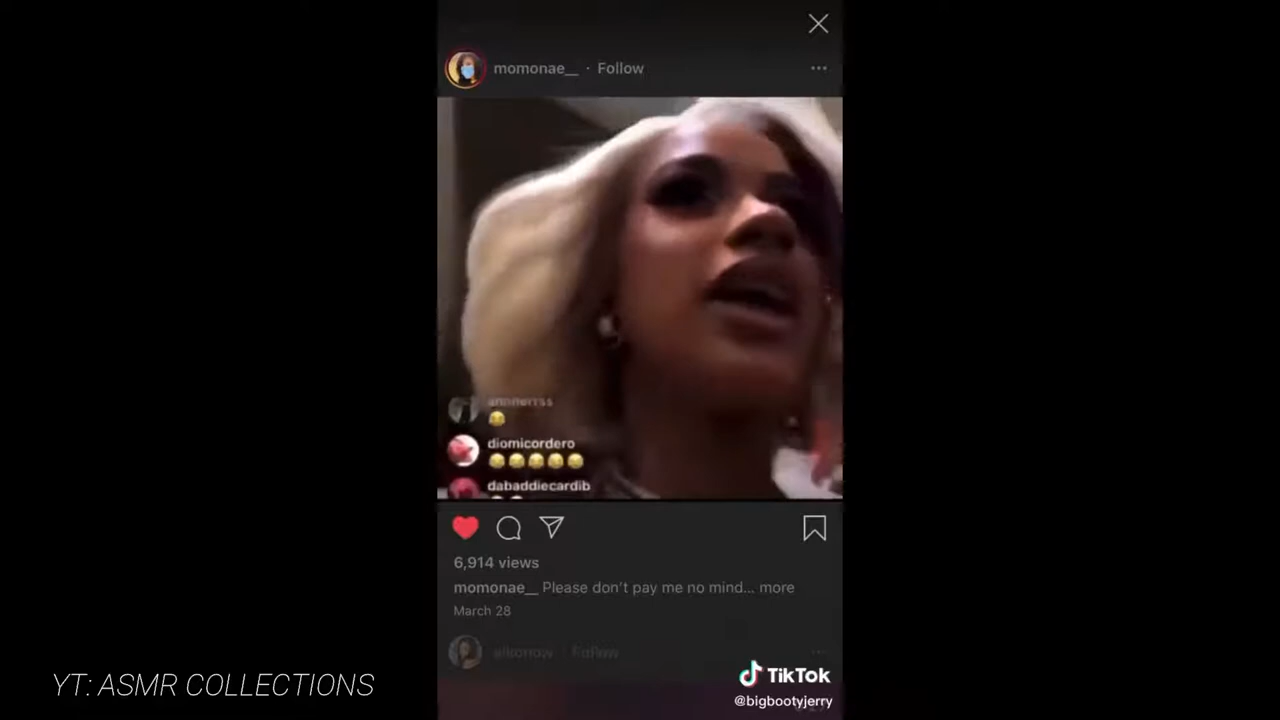 momonae__ · Follow
😂
diomicordero
😂😂😂😂😂
dabaddiecardib
6,914 views
momonae__ Please don't pay me no mind... more
March 28
Follow
TikTok
@bigbootyjerry
YT: ASMR COLLECTIONS